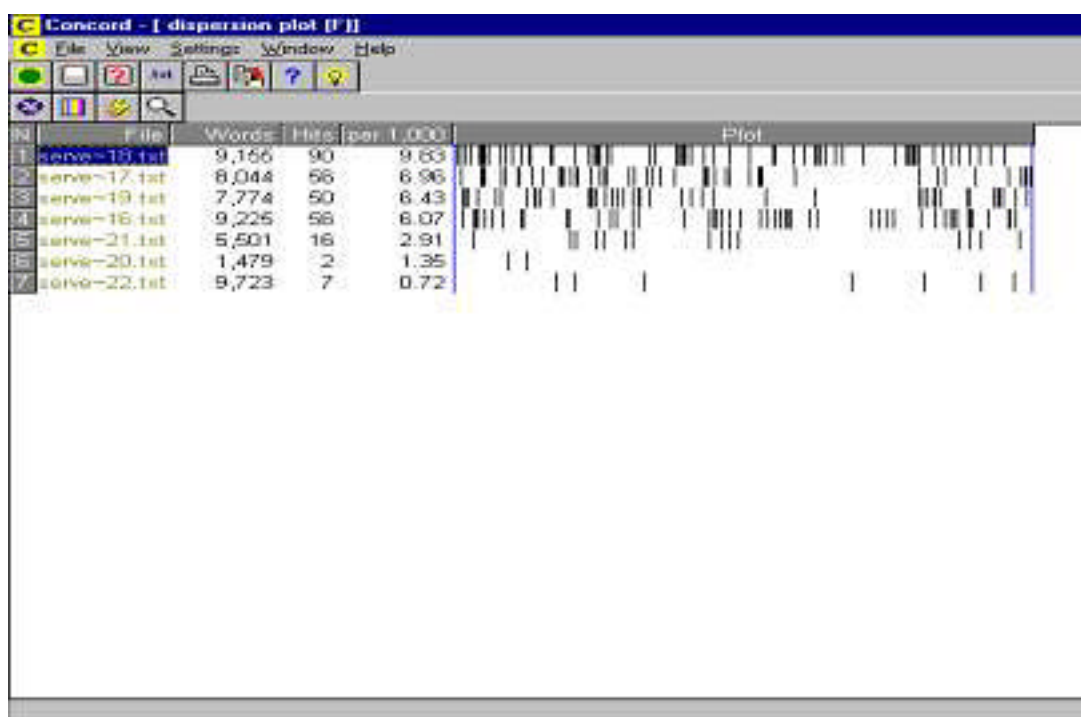 C Concord - [ dispersion plot [F]]
C File View Settings Window Help
? txt ?
N File Words Hits per 1,000 Plot
1 serve~18.txt 9,156 90 9.83
2 serve~17.txt 8,044 56 6.96
3 serve~19.txt 7,774 50 6.43
4 serve~16.txt 9,225 56 6.07
5 serve~21.txt 5,501 16 2.91
6 serve~20.txt 1,479 2 1.35
7 serve~22.txt 9,723 7 0.72